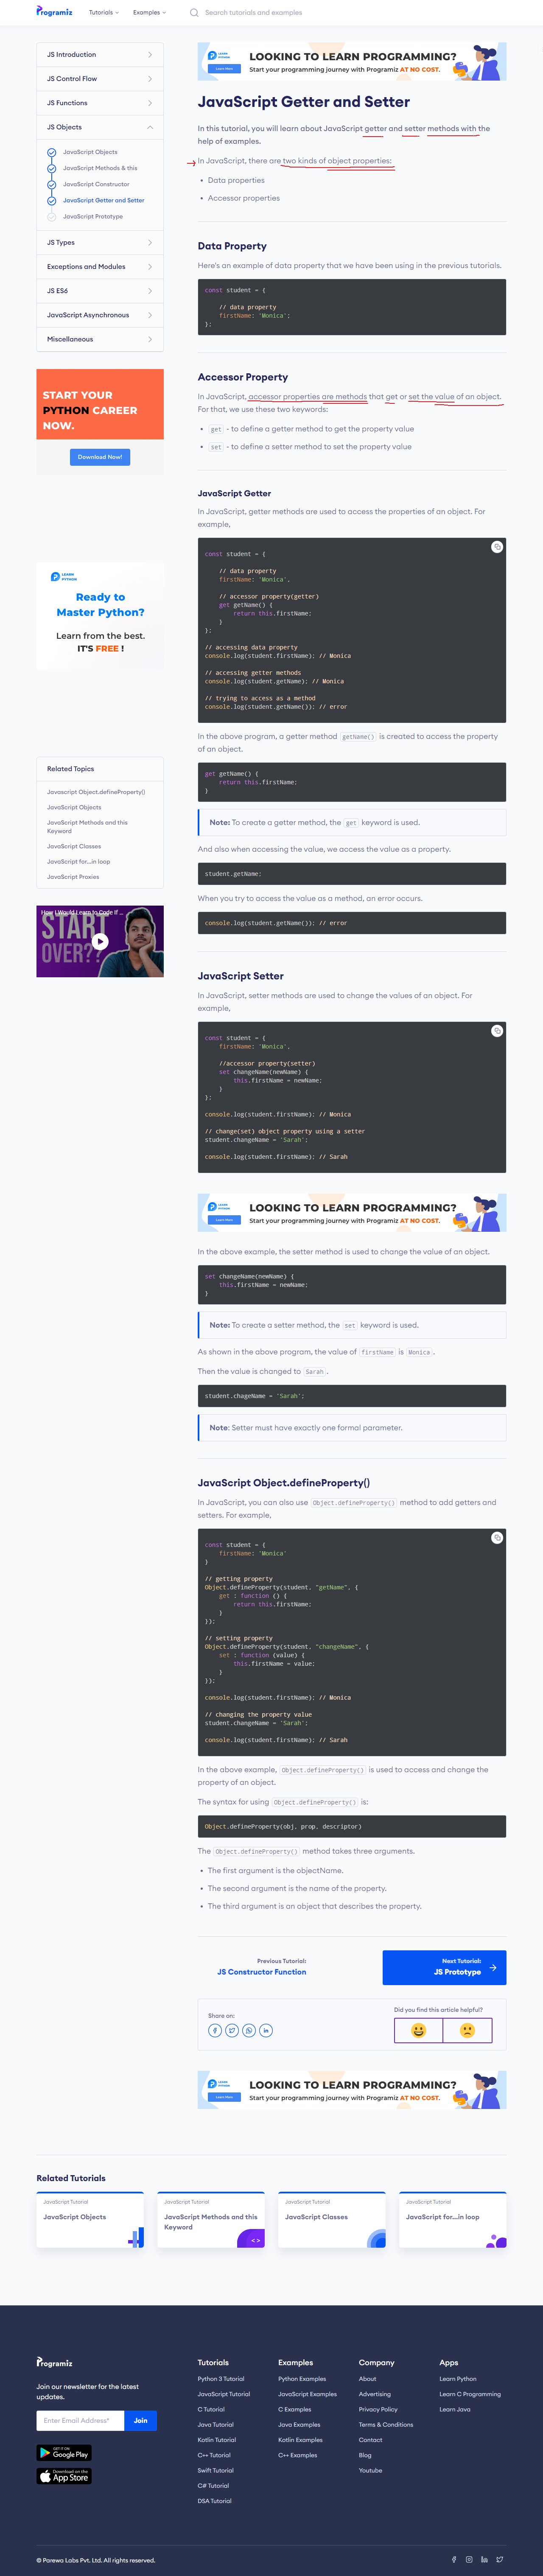 Programiz
Tutorials
Examples
Search tutorials and examples
JS Introduction
JS Control Flow
JS Functions
JS Objects
JavaScript Objects
JavaScript Methods & this
JavaScript Constructor
JavaScript Getter and Setter
JavaScript Prototype
JS Types
Exceptions and Modules
JS ES6
JavaScript Asynchronous
Miscellaneous
START YOUR
PYTHON CAREER
NOW.
Download Now!
LEARN
PYTHON
Ready to
Master Python?
Learn from the best.
IT'S FREE !
Related Topics
Javascript Object.defineProperty()
JavaScript Objects
JavaScript Methods and this
Keyword
JavaScript Classes
JavaScript for...in loop
JavaScript Proxies
How I Would Learn to Code If ...
START
OVER??
LEARN
PYTHON
Learn More
LOOKING TO LEARN PROGRAMMING?
Start your programming journey with Programiz AT NO COST.
JavaScript Getter and Setter
In this tutorial, you will learn about JavaScript getter and setter methods with the
help of examples.
In JavaScript, there are two kinds of object properties:
• Data properties
• Accessor properties
Data Property
Here's an example of data property that we have been using in the previous tutorials.
const student = {
// data property
firstName: 'Monica';
};
Accessor Property
In JavaScript, accessor properties are methods that get or set the value of an object.
For that, we use these two keywords:
• get - to define a getter method to get the property value
• set - to define a setter method to set the property value
JavaScript Getter
In JavaScript, getter methods are used to access the properties of an object. For
example,
const student = {
// data property
firstName: 'Monica',
// accessor property(getter)
get getName() {
return this.firstName;
}
};
// accessing data property
console.log(student.firstName); // Monica
// accessing getter methods
console.log(student.getName); // Monica
// trying to access as a method
console.log(student.getName()); // error
In the above program, a getter method getName() is created to access the property
of an object.
get getName() {
return this.firstName;
}
Note: To create a getter method, the get keyword is used.
And also when accessing the value, we access the value as a property.
student.getName;
When you try to access the value as a method, an error occurs.
console.log(student.getName()); // error
JavaScript Setter
In JavaScript, setter methods are used to change the values of an object. For
example,
const student = {
firstName: 'Monica',
//accessor property(setter)
set changeName(newName) {
this.firstName = newName;
}
};
console.log(student.firstName); // Monica
// change(set) object property using a setter
student.changeName = 'Sarah';
console.log(student.firstName); // Sarah
LEARN
PYTHON
Learn More
LOOKING TO LEARN PROGRAMMING?
Start your programming journey with Programiz AT NO COST.
In the above example, the setter method is used to change the value of an object.
set changeName(newName) {
this.firstName = newName;
}
Note: To create a setter method, the set keyword is used.
As shown in the above program, the value of firstName is Monica.
Then the value is changed to Sarah.
student.chageName = 'Sarah';
Note: Setter must have exactly one formal parameter.
JavaScript Object.defineProperty()
In JavaScript, you can also use Object.defineProperty() method to add getters and
setters. For example,
const student = {
firstName: 'Monica'
}
// getting property
Object.defineProperty(student, "getName", {
get : function () {
return this.firstName;
}
});
// setting property
Object.defineProperty(student, "changeName", {
set : function (value) {
this.firstName = value;
}
});
console.log(student.firstName); // Monica
// changing the property value
student.changeName = 'Sarah';
console.log(student.firstName); // Sarah
In the above example, Object.defineProperty() is used to access and change the
property of an object.
The syntax for using Object.defineProperty() is:
Object.defineProperty(obj, prop, descriptor)
The Object.defineProperty() method takes three arguments.
• The first argument is the objectName.
• The second argument is the name of the property.
• The third argument is an object that describes the property.
Previous Tutorial:
JS Constructor Function
Next Tutorial:
JS Prototype
Share on:
Did you find this article helpful?
LEARN
PYTHON
Learn More
LOOKING TO LEARN PROGRAMMING?
Start your programming journey with Programiz AT NO COST.
Related Tutorials
JavaScript Tutorial
JavaScript Objects
JavaScript Tutorial
JavaScript Methods and this
Keyword
< >
JavaScript Tutorial
JavaScript Classes
JavaScript Tutorial
JavaScript for...in loop
Programiz
Join our newsletter for the latest
updates.
Enter Email Address*
Join
GET IT ON
Google Play
Download on the
App Store
Tutorials
Python 3 Tutorial
JavaScript Tutorial
C Tutorial
Java Tutorial
Kotlin Tutorial
C++ Tutorial
Swift Tutorial
C# Tutorial
DSA Tutorial
Examples
Python Examples
JavaScript Examples
C Examples
Java Examples
Kotlin Examples
C++ Examples
Company
About
Advertising
Privacy Policy
Terms & Conditions
Contact
Blog
Youtube
Apps
Learn Python
Learn C Programming
Learn Java
© Parewa Labs Pvt. Ltd. All rights reserved.